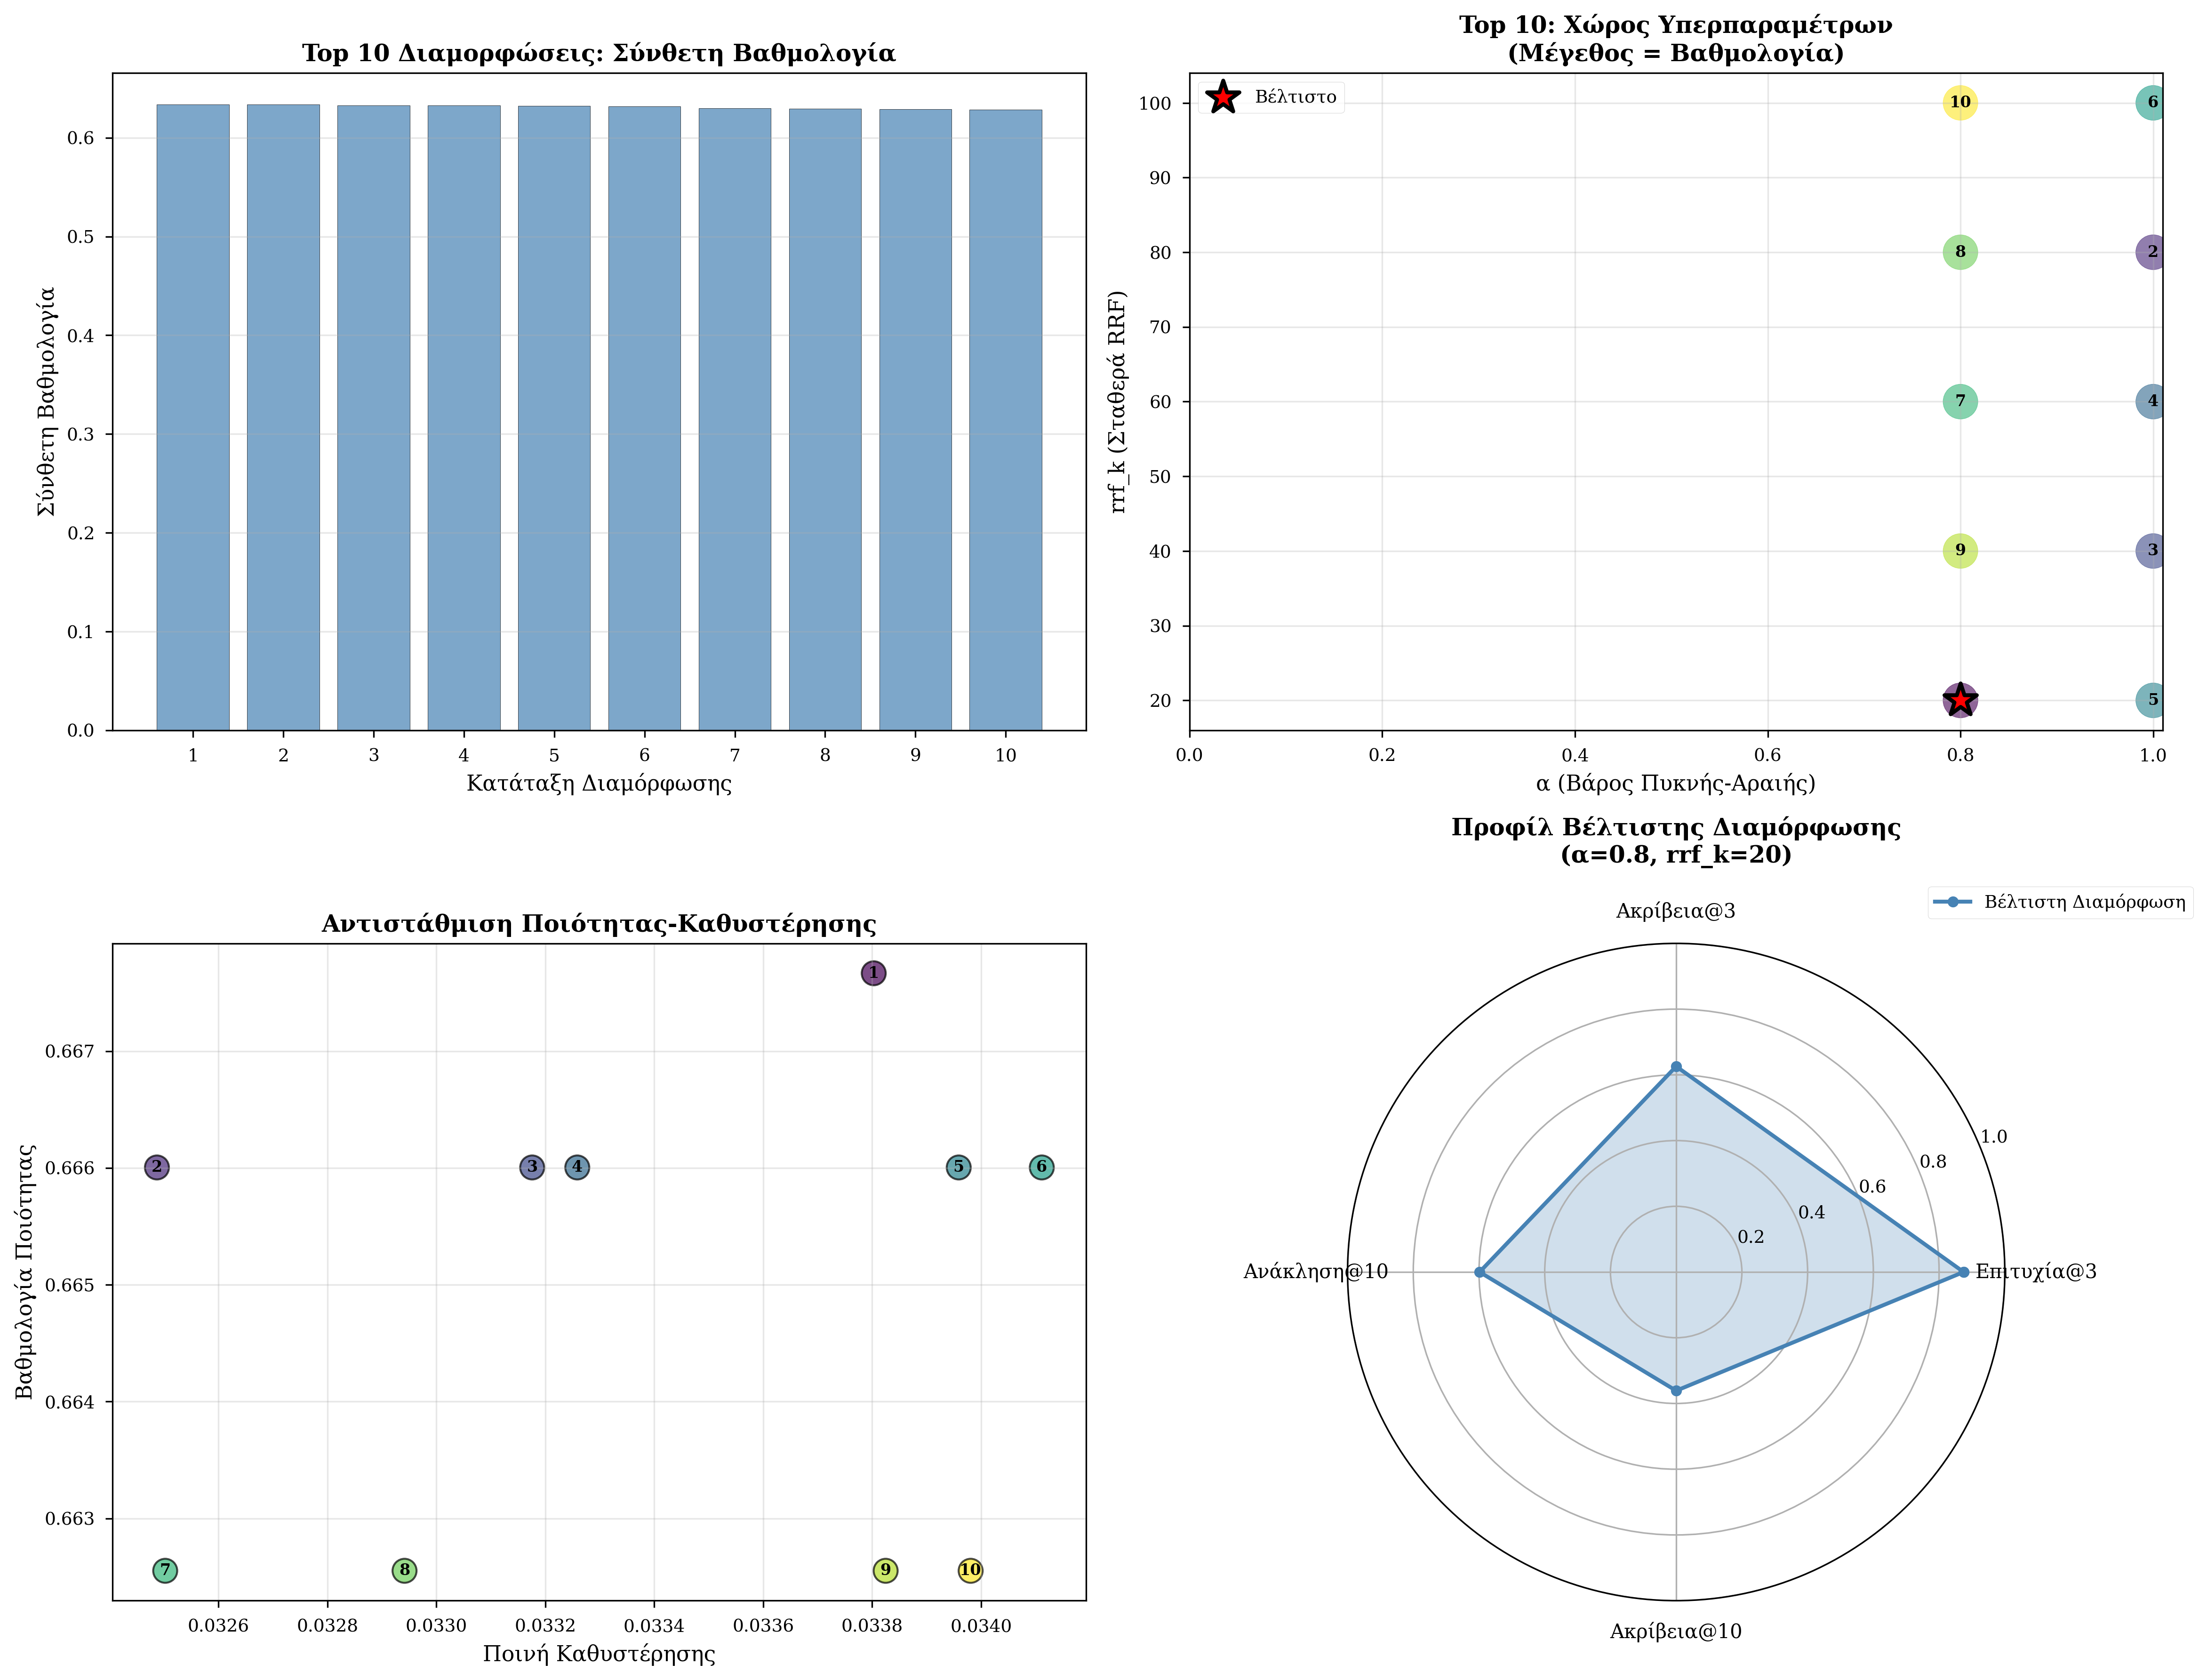 Top 10 Διαμορφώσεις: Σύνθετη Βαθμολογία
Σύνθετη Βαθμολογία
0.6
0.5
0.4
0.3
0.2
0.1
0.0
1 2 3 4 5 6 7 8 9 10
Κατάταξη Διαμόρφωσης
Top 10: Χώρος Υπερπαραμέτρων
(Μέγεθος = Βαθμολογία)
Βέλτιστο
rrf_k (Σταθερά RRF)
100
90
80
70
60
50
40
30
20
10 6
8 2
7 4
9 3
5
0.0 0.2 0.4 0.6 0.8 1.0
α (Βάρος Πυκνής-Αραιής)
Αντιστάθμιση Ποιότητας-Καθυστέρησης
Βαθμολογία Ποιότητας
0.667
0.666
0.665
0.664
0.663
1
2 3 4 5 6
7 8 9 10
0.0326 0.0328 0.0330 0.0332 0.0334 0.0336 0.0338 0.0340
Ποινή Καθυστέρησης
Προφίλ Βέλτιστης Διαμόρφωσης
(α=0.8, rrf_k=20)
Βέλτιστη Διαμόρφωση
Ακρίβεια@3
1.0
0.8
0.6
0.4
0.2
Ανάκληση@10
Επιτυχία@3
Ακρίβεια@10